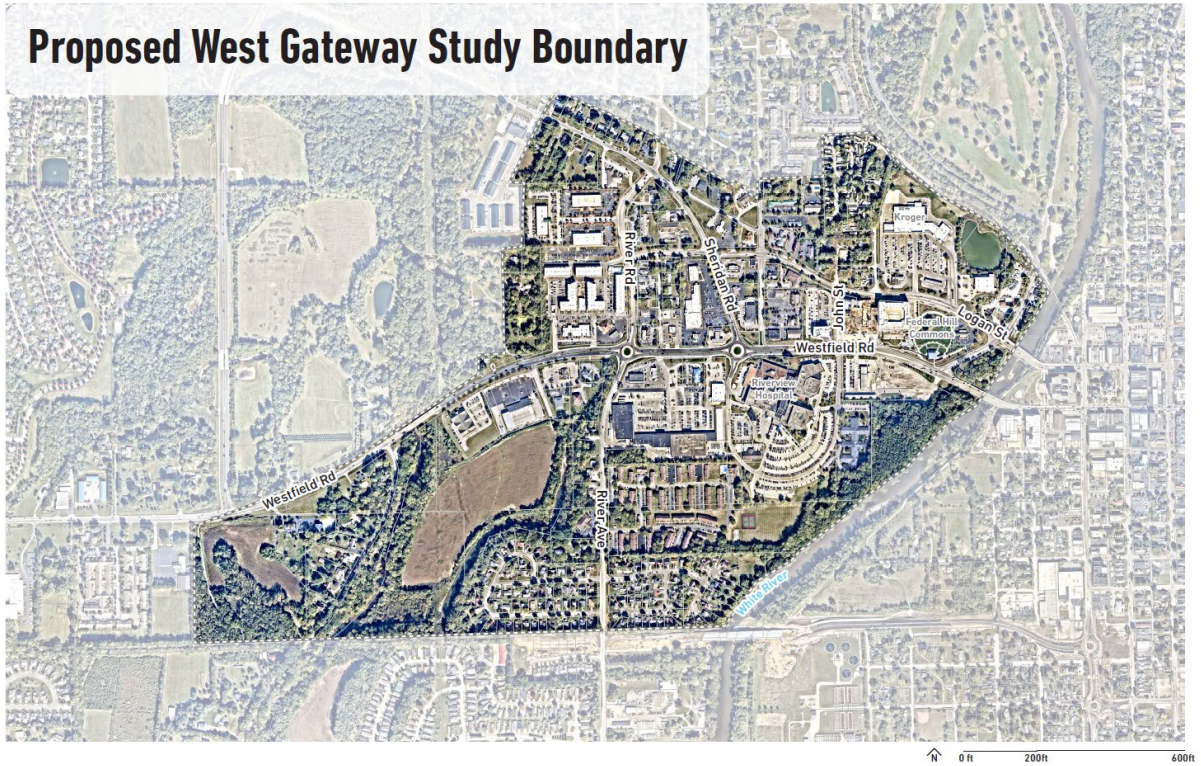 Proposed West Gateway Study Boundary
Kroger
River Rd
Sheridan Rd
John St
Logan St
Federal Hill
Commons
Westfield Rd
Riverview
Hospital
Westfield Rd
River Ave
White River
N
0 ft
200ft
600ft